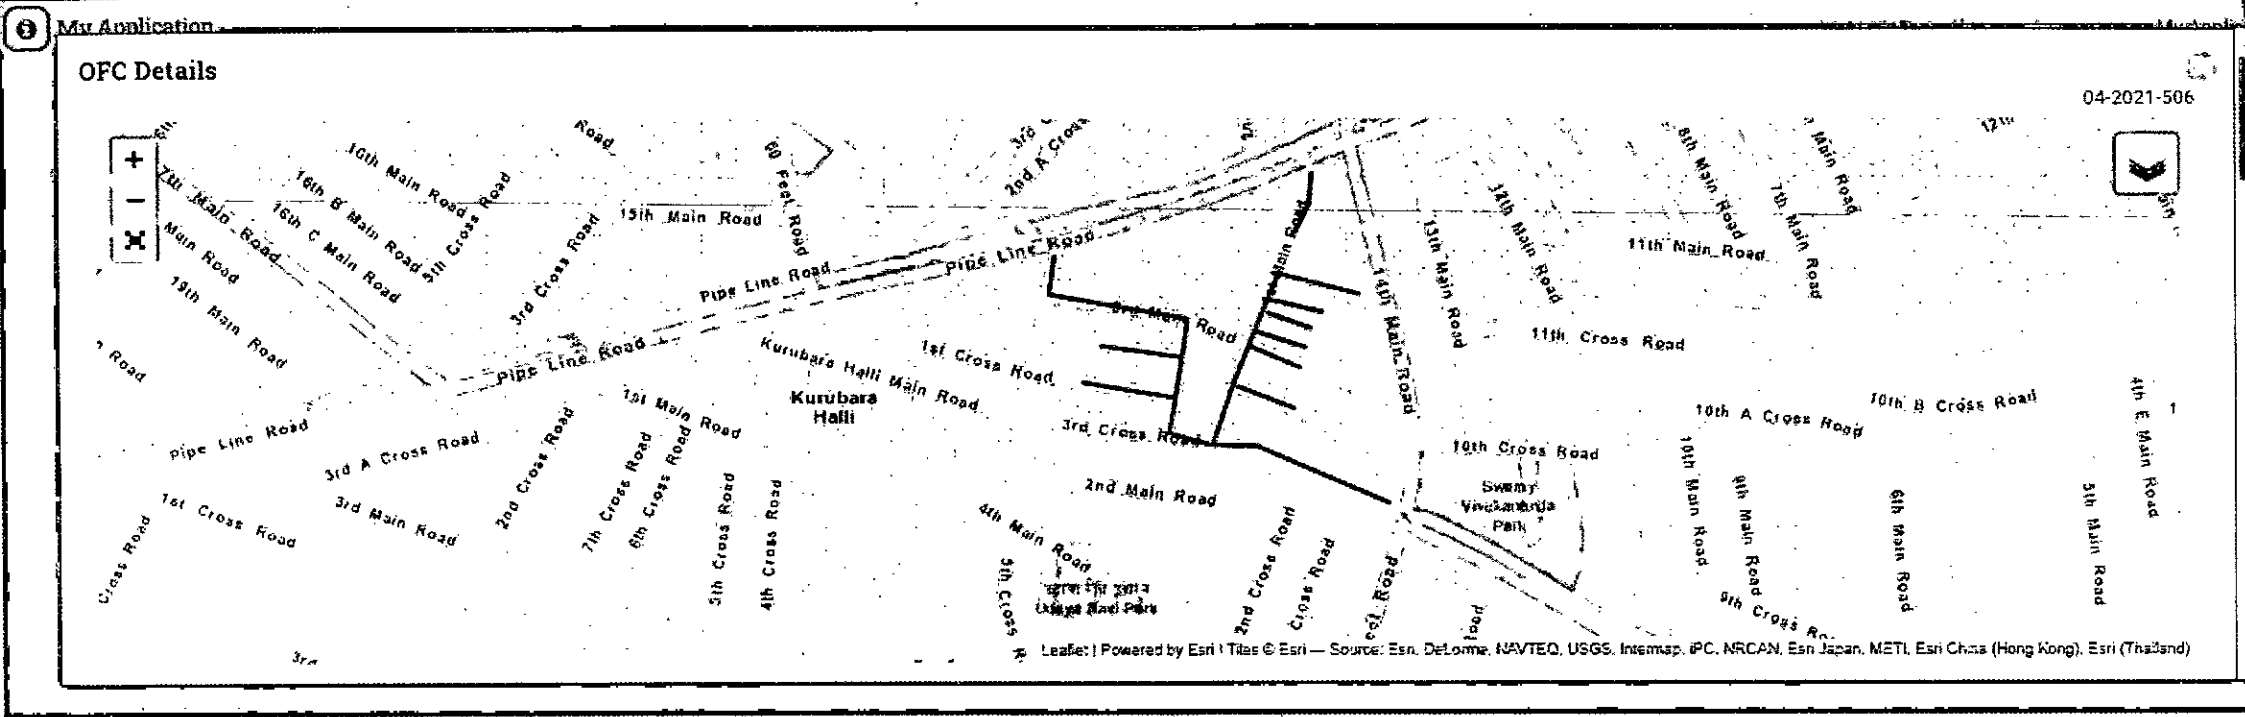 My Application
OFC Details
04-2021-506
Road
3rd C
2nd A Cross
12th
16th Main Road
16th B Main Road
16th C Main Road
5th Cross Road
60 Feet Road
8th Main Road
Main Road
7th Main Road
Main Road
15th Main Road
3rd Cross Road
Pipe Line Road
Pipe Line Road
13th Main Road
12th Main Road
11th Main Road
7th Main Road
19th Main Road
14th Main Road
3rd Main Road
11th Cross Road
Road
Pipe Line Road
Kurubara Halli Main Road
1st Cross Road
Kurubara
Halli
1st Main Road
3rd Cross Road
10th A Cross Road
10th B Cross Road
4th E Main Road
1
Pipe Line Road
3rd A Cross Road
2nd Cross Road
7th Cross Road
6th Cross Road
10th Cross Road
10th Main Road
9th Main Road
6th Main Road
5th Main Road
1st Cross Road
3rd Main Road
5th Cross Road
4th Cross Road
2nd Main Road
4th Main Road
Swamy
Vivekananda
Park
Cross Road
5th Cross R
2nd Cross Road
Cross Road
Road
9th Cross Ro
3rd
Leaflet | Powered by Esri | Tiles © Esri — Source: Esri, DeLorme, NAVTEQ, USGS, Intermap, iPC, NRCAN, Esri Japan, METI, Esri China (Hong Kong), Esri (Thailand)